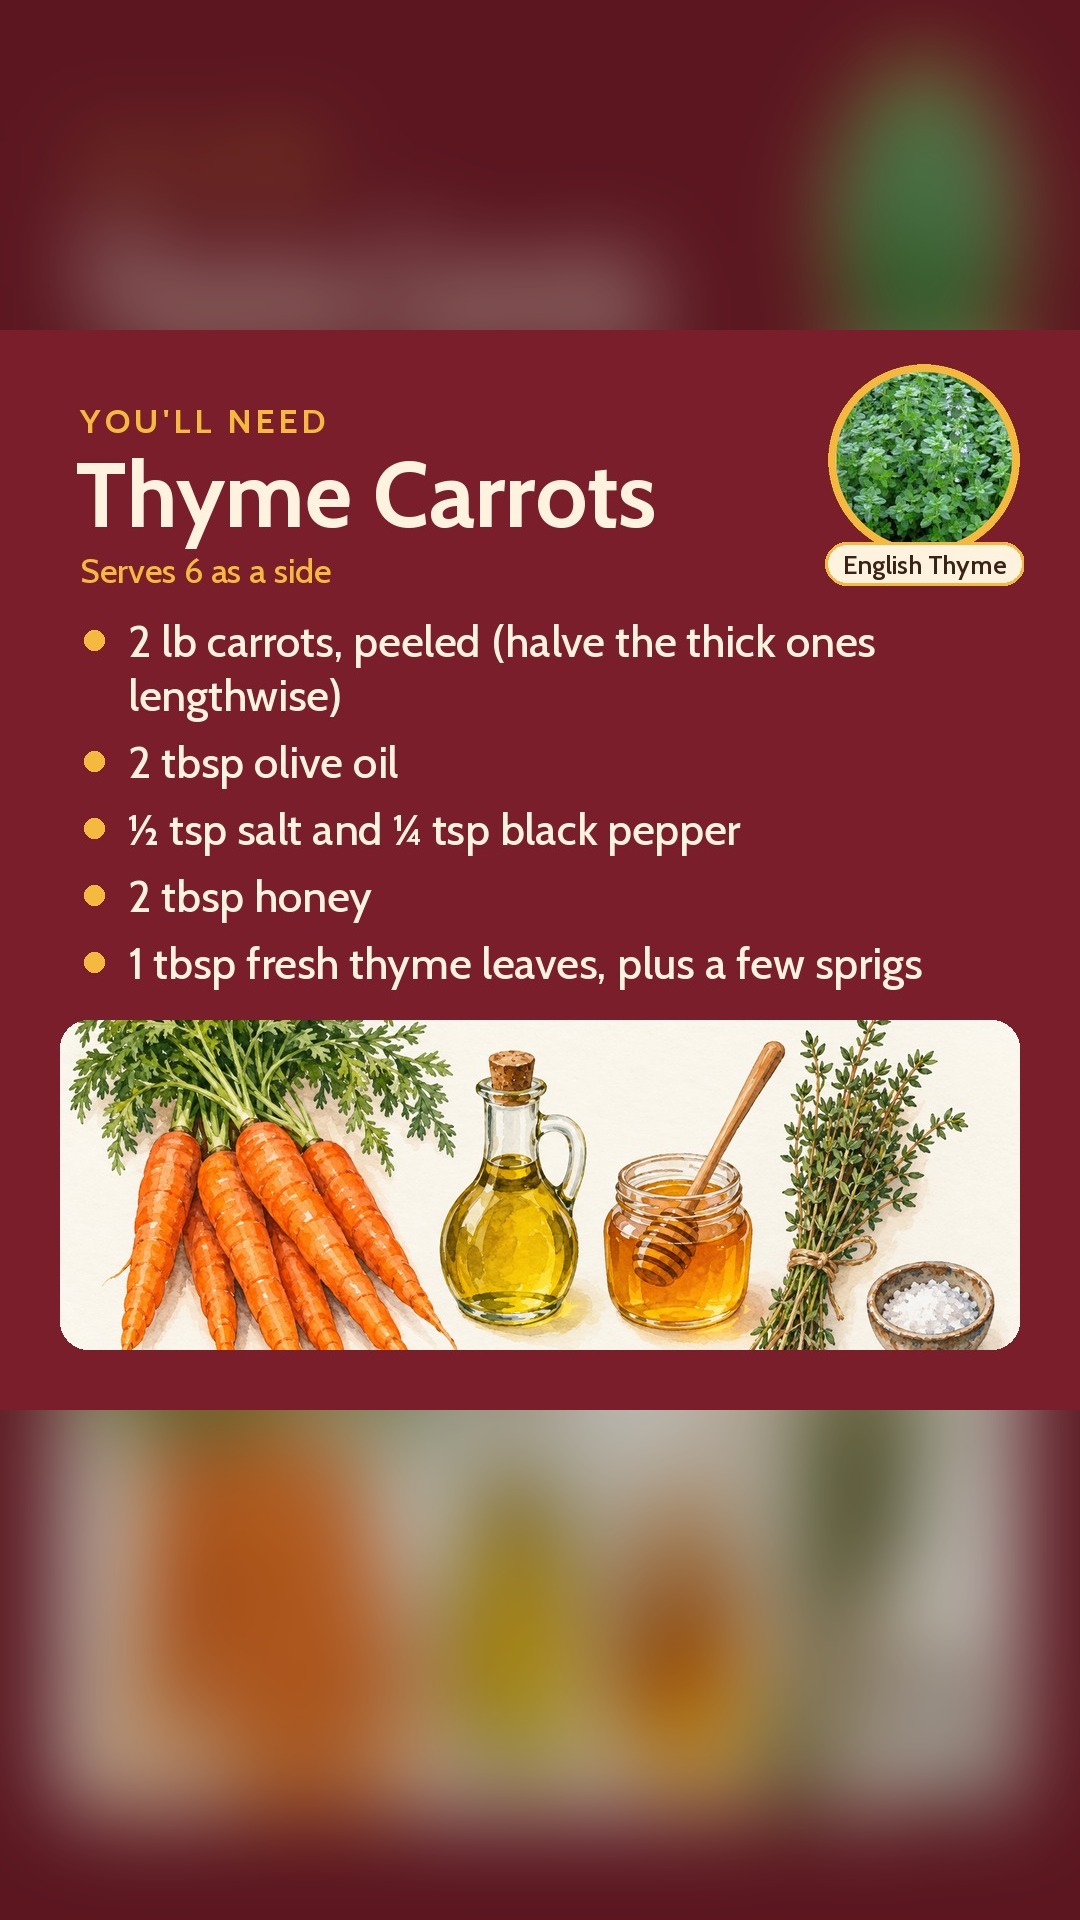 YOU'LL NEED
Thyme Carrots
Serves 6 as a side
English Thyme
2 lb carrots, peeled (halve the thick ones
lengthwise)
2 tbsp olive oil
½ tsp salt and ¼ tsp black pepper
2 tbsp honey
1 tbsp fresh thyme leaves, plus a few sprigs